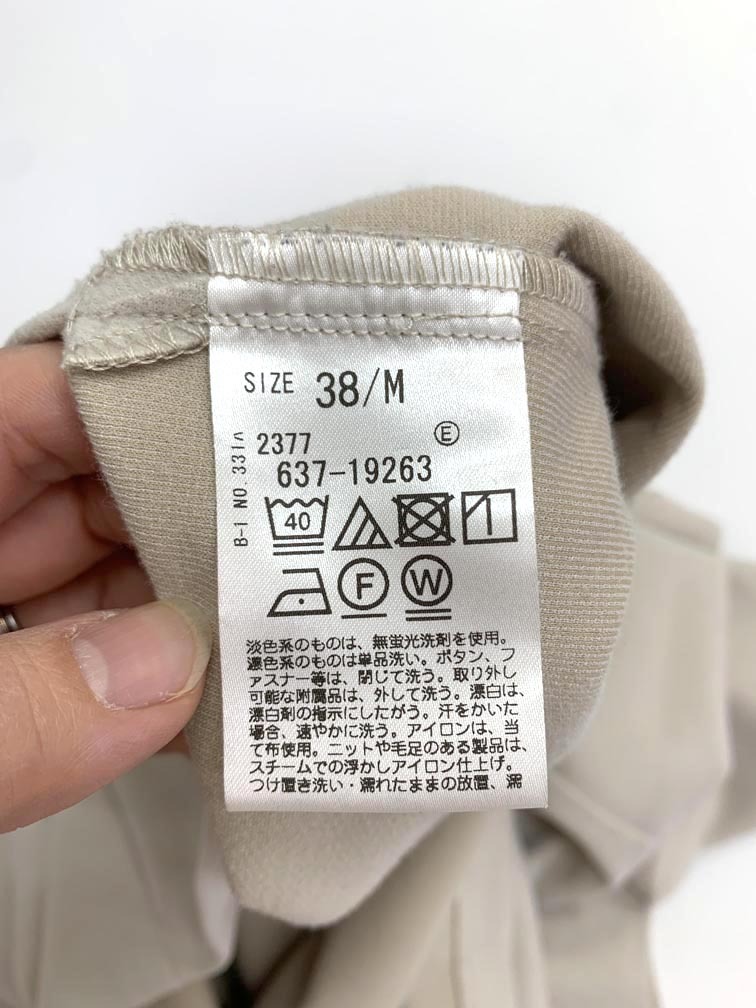 SIZE 38/M
Ⓔ
2377
637-19263
B-I NO.331
40
F W
淡色系のものは、無蛍光洗剤を使用。
濃色系のものは単品洗い。ボタン、フ
ァスナー等は、閉じて洗う。取り外し
可能な附属品は、外して洗う。漂白は、
漂白剤の指示にしたがう。汗をかいた
場合、速やかに洗う。アイロンは、当
て布使用。ニットや毛足のある製品は、
スチームでの浮かしアイロン仕上げ。
つけ置き洗い・濡れたままの放置、濡